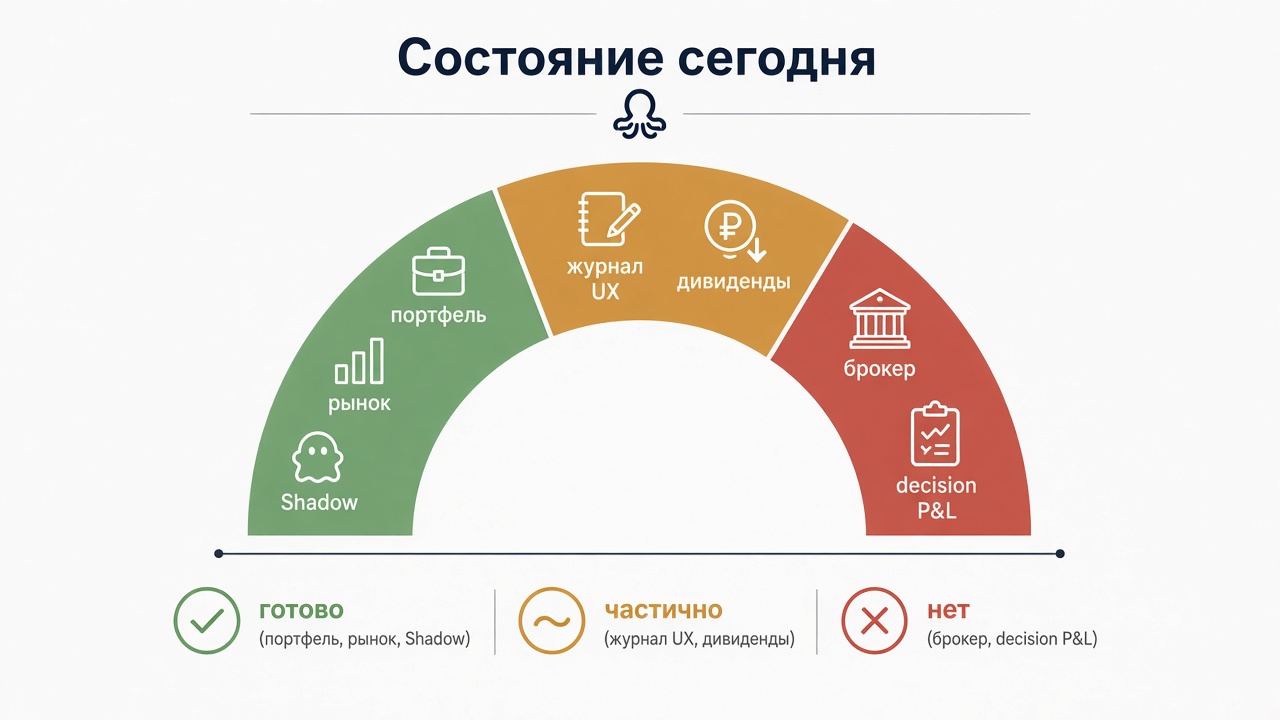 Состояние сегодня
портфель
рынок
Shadow
журнал
UX
дивиденды
брокер
decision
P&L
готово
(портфель, рынок, Shadow)
частично
(журнал UX, дивиденды)
нет
(брокер, decision P&L)